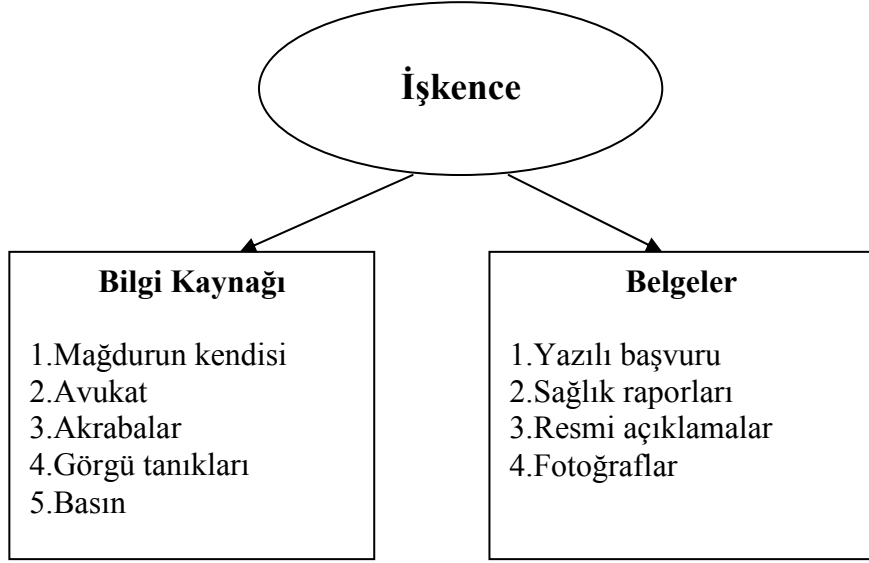 İşkence
Bilgi Kaynağı
1.Mağdurun kendisi
2.Avukat
3.Akrabalar
4.Görgü tanıkları
5.Basın
Belgeler
1.Yazılı başvuru
2.Sağlık raporları
3.Resmi açıklamalar
4.Fotoğraflar